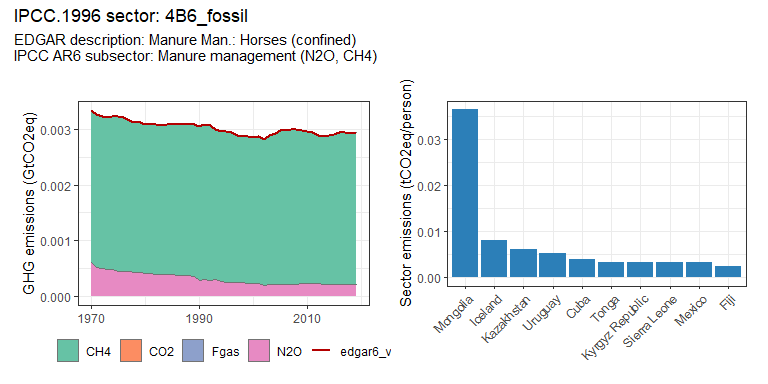 IPCC.1996 sector: 4B6_fossil
EDGAR description: Manure Man.: Horses (confined)
IPCC AR6 subsector: Manure management (N2O, CH4)
GHG emissions (GtCO2eq)
0.003
0.002
0.001
0.000
1970
1990
2010
CH4
CO2
Fgas
N2O
edgar6_v
Sector emissions (tCO2eq/person)
0.03
0.02
0.01
0.00
Mongolia
Iceland
Kazakhstan
Uruguay
Cuba
Tonga
Kyrgyz Republic
Sierra Leone
Mexico
Fiji